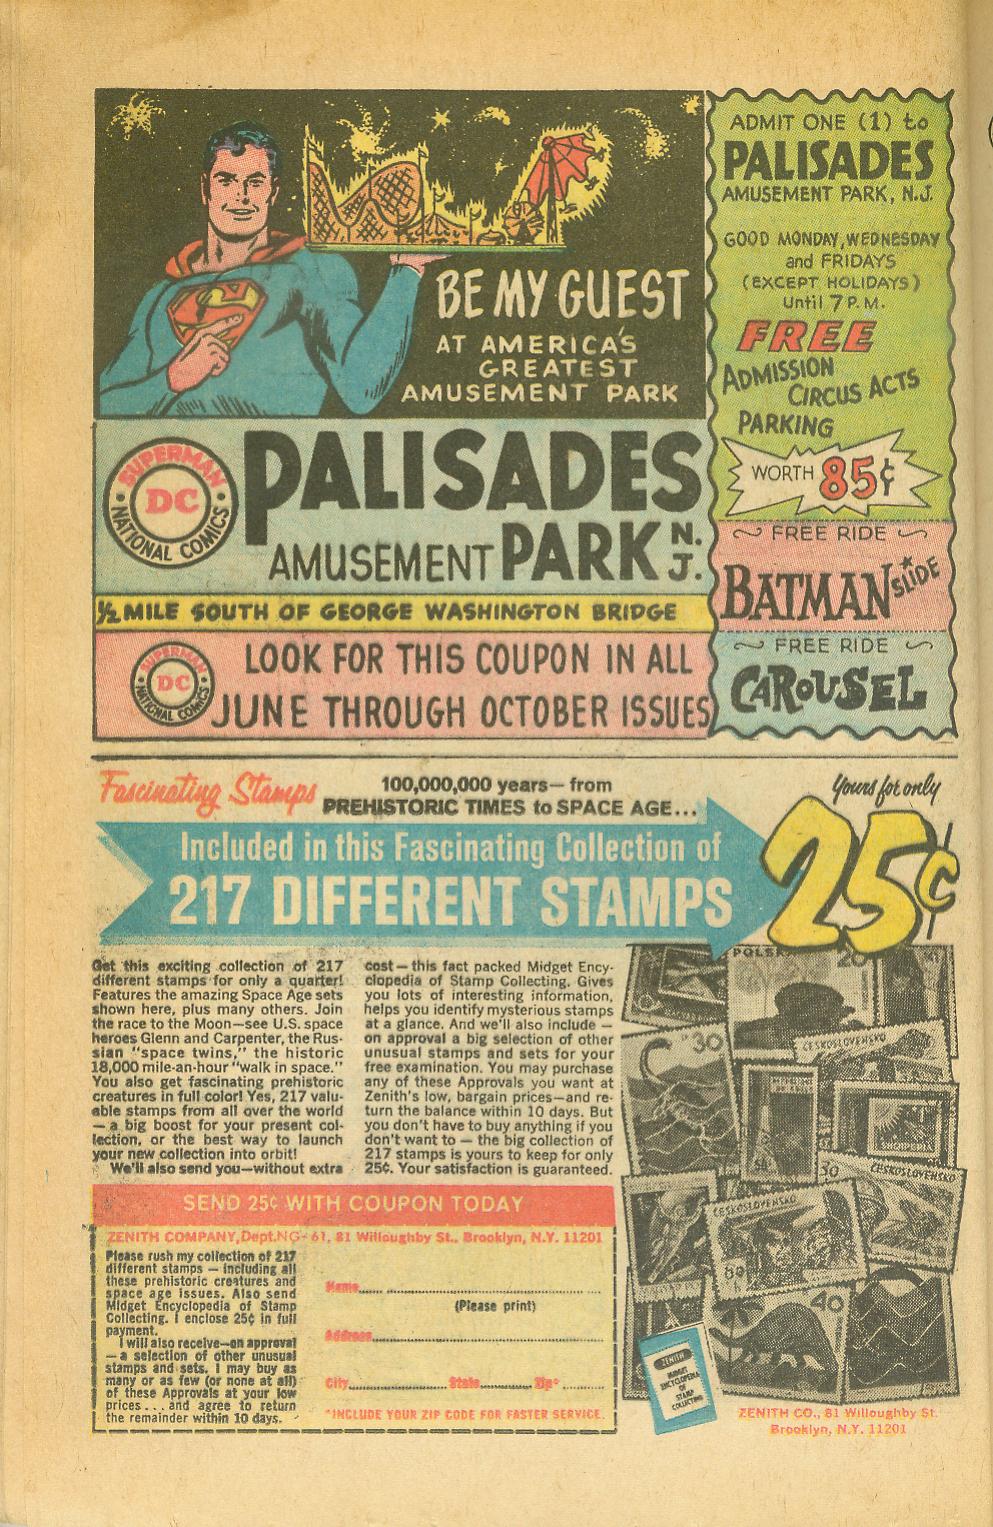 BE MY GUEST
AT AMERICA'S
GREATEST
AMUSEMENT PARK
SUPERMAN
DC
NATIONAL COMICS
PALISADES
AMUSEMENT PARK N.
J.
1/2 MILE SOUTH OF GEORGE WASHINGTON BRIDGE
SUPERMAN
DC
NATIONAL COMICS
LOOK FOR THIS COUPON IN ALL
JUNE THROUGH OCTOBER ISSUES
ADMIT ONE (1) to
PALISADES
AMUSEMENT PARK, N.J.
GOOD MONDAY, WEDNESDAY
and FRIDAYS
(EXCEPT HOLIDAYS)
Until 7 P.M.
FREE
ADMISSION
CIRCUS ACTS
PARKING
WORTH 85¢
FREE RIDE
BATMAN SLIDE
FREE RIDE
CAROUSEL
Fascinating Stamps
100,000,000 years—from
PREHISTORIC TIMES to SPACE AGE...
Yours for only
25¢
Included in this Fascinating Collection of
217 DIFFERENT STAMPS
Get this exciting collection of 217
different stamps for only a quarter!
Features the amazing Space Age sets
shown here, plus many others. Join
the race to the Moon—see U.S. space
heroes Glenn and Carpenter, the Rus-
sian "space twins," the historic
18,000 mile-an-hour "walk in space."
You also get fascinating prehistoric
creatures in full color! Yes, 217 valu-
able stamps from all over the world
— a big boost for your present col-
lection, or the best way to launch
your new collection into orbit!
We'll also send you—without extra
cost—this fact packed Midget Ency-
clopedia of Stamp Collecting. Gives
you lots of interesting information,
helps you identify mysterious stamps
at a glance. And we'll also include —
on approval a big selection of other
unusual stamps and sets for your
free examination. You may purchase
any of these Approvals you want at
Zenith's low, bargain prices—and re-
turn the balance within 10 days. But
you don't have to buy anything if you
don't want to — the big collection of
217 stamps is yours to keep for only
25¢. Your satisfaction is guaranteed.
POLSKA
20
30
ČESKOSLOVENSKO
30
ČESKOSLOVENSKO
ČESKOSLOVENSKO
40
SEND 25¢ WITH COUPON TODAY
ZENITH COMPANY, Dept. NG-61, 81 Willoughby St., Brooklyn, N.Y. 11201
Please rush my collection of 217
different stamps — including all
these prehistoric creatures and
space age issues. Also send
Midget Encyclopedia of Stamp
Collecting. I enclose 25¢ in full
payment.
I will also receive—on approval
—a selection of other unusual
stamps and sets. I may buy as
many or as few (or none at all)
of these Approvals at your low
prices...and agree to return
the remainder within 10 days.
Name
(Please print)
Address
City State Zip*
*INCLUDE YOUR ZIP CODE FOR FASTER SERVICE.
ZENITH
MIDGET
ENCYCLOPEDIA
OF
STAMP
COLLECTING
ZENITH CO., 81 Willoughby St.
Brooklyn, N.Y. 11201